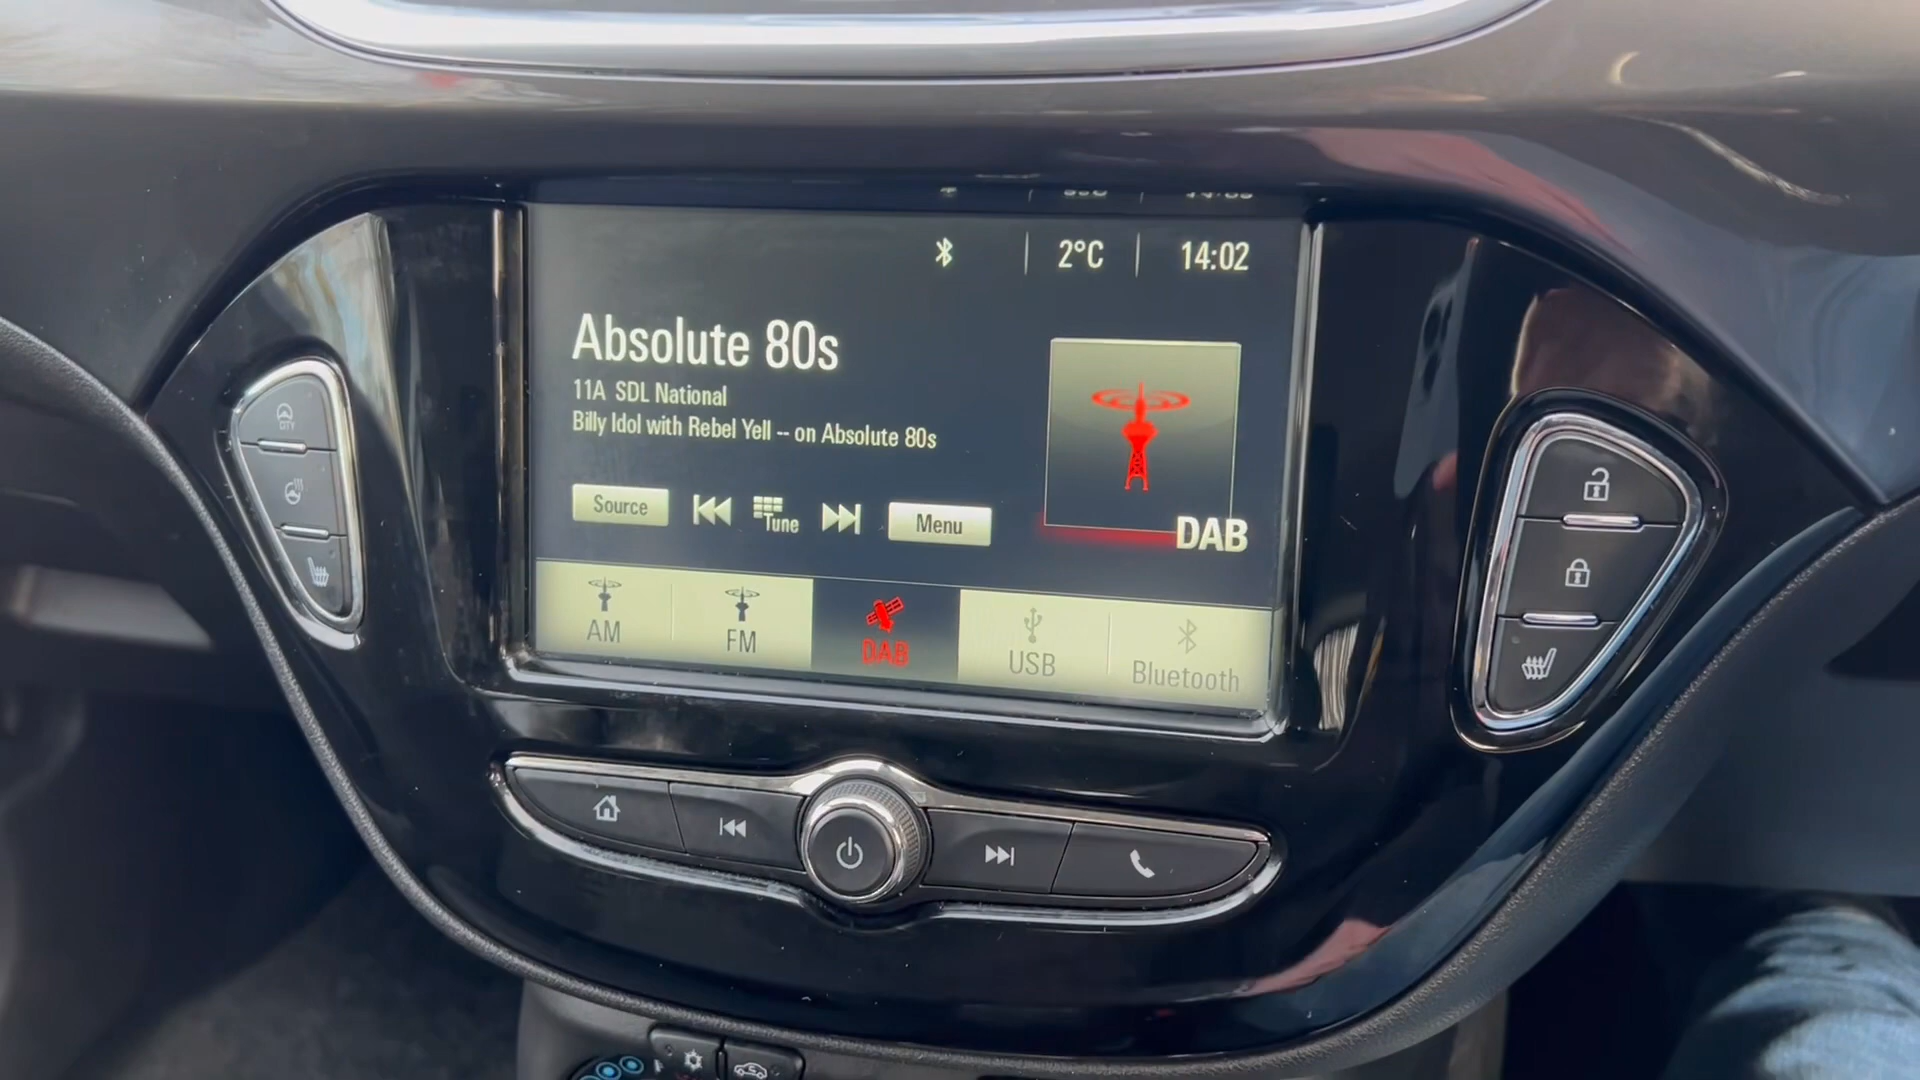 2°C 14:02
Absolute 80s
11A SDL National
Billy Idol with Rebel Yell -- on Absolute 80s
Source Tune Menu
DAB
AM FM DAB USB Bluetooth
CITY